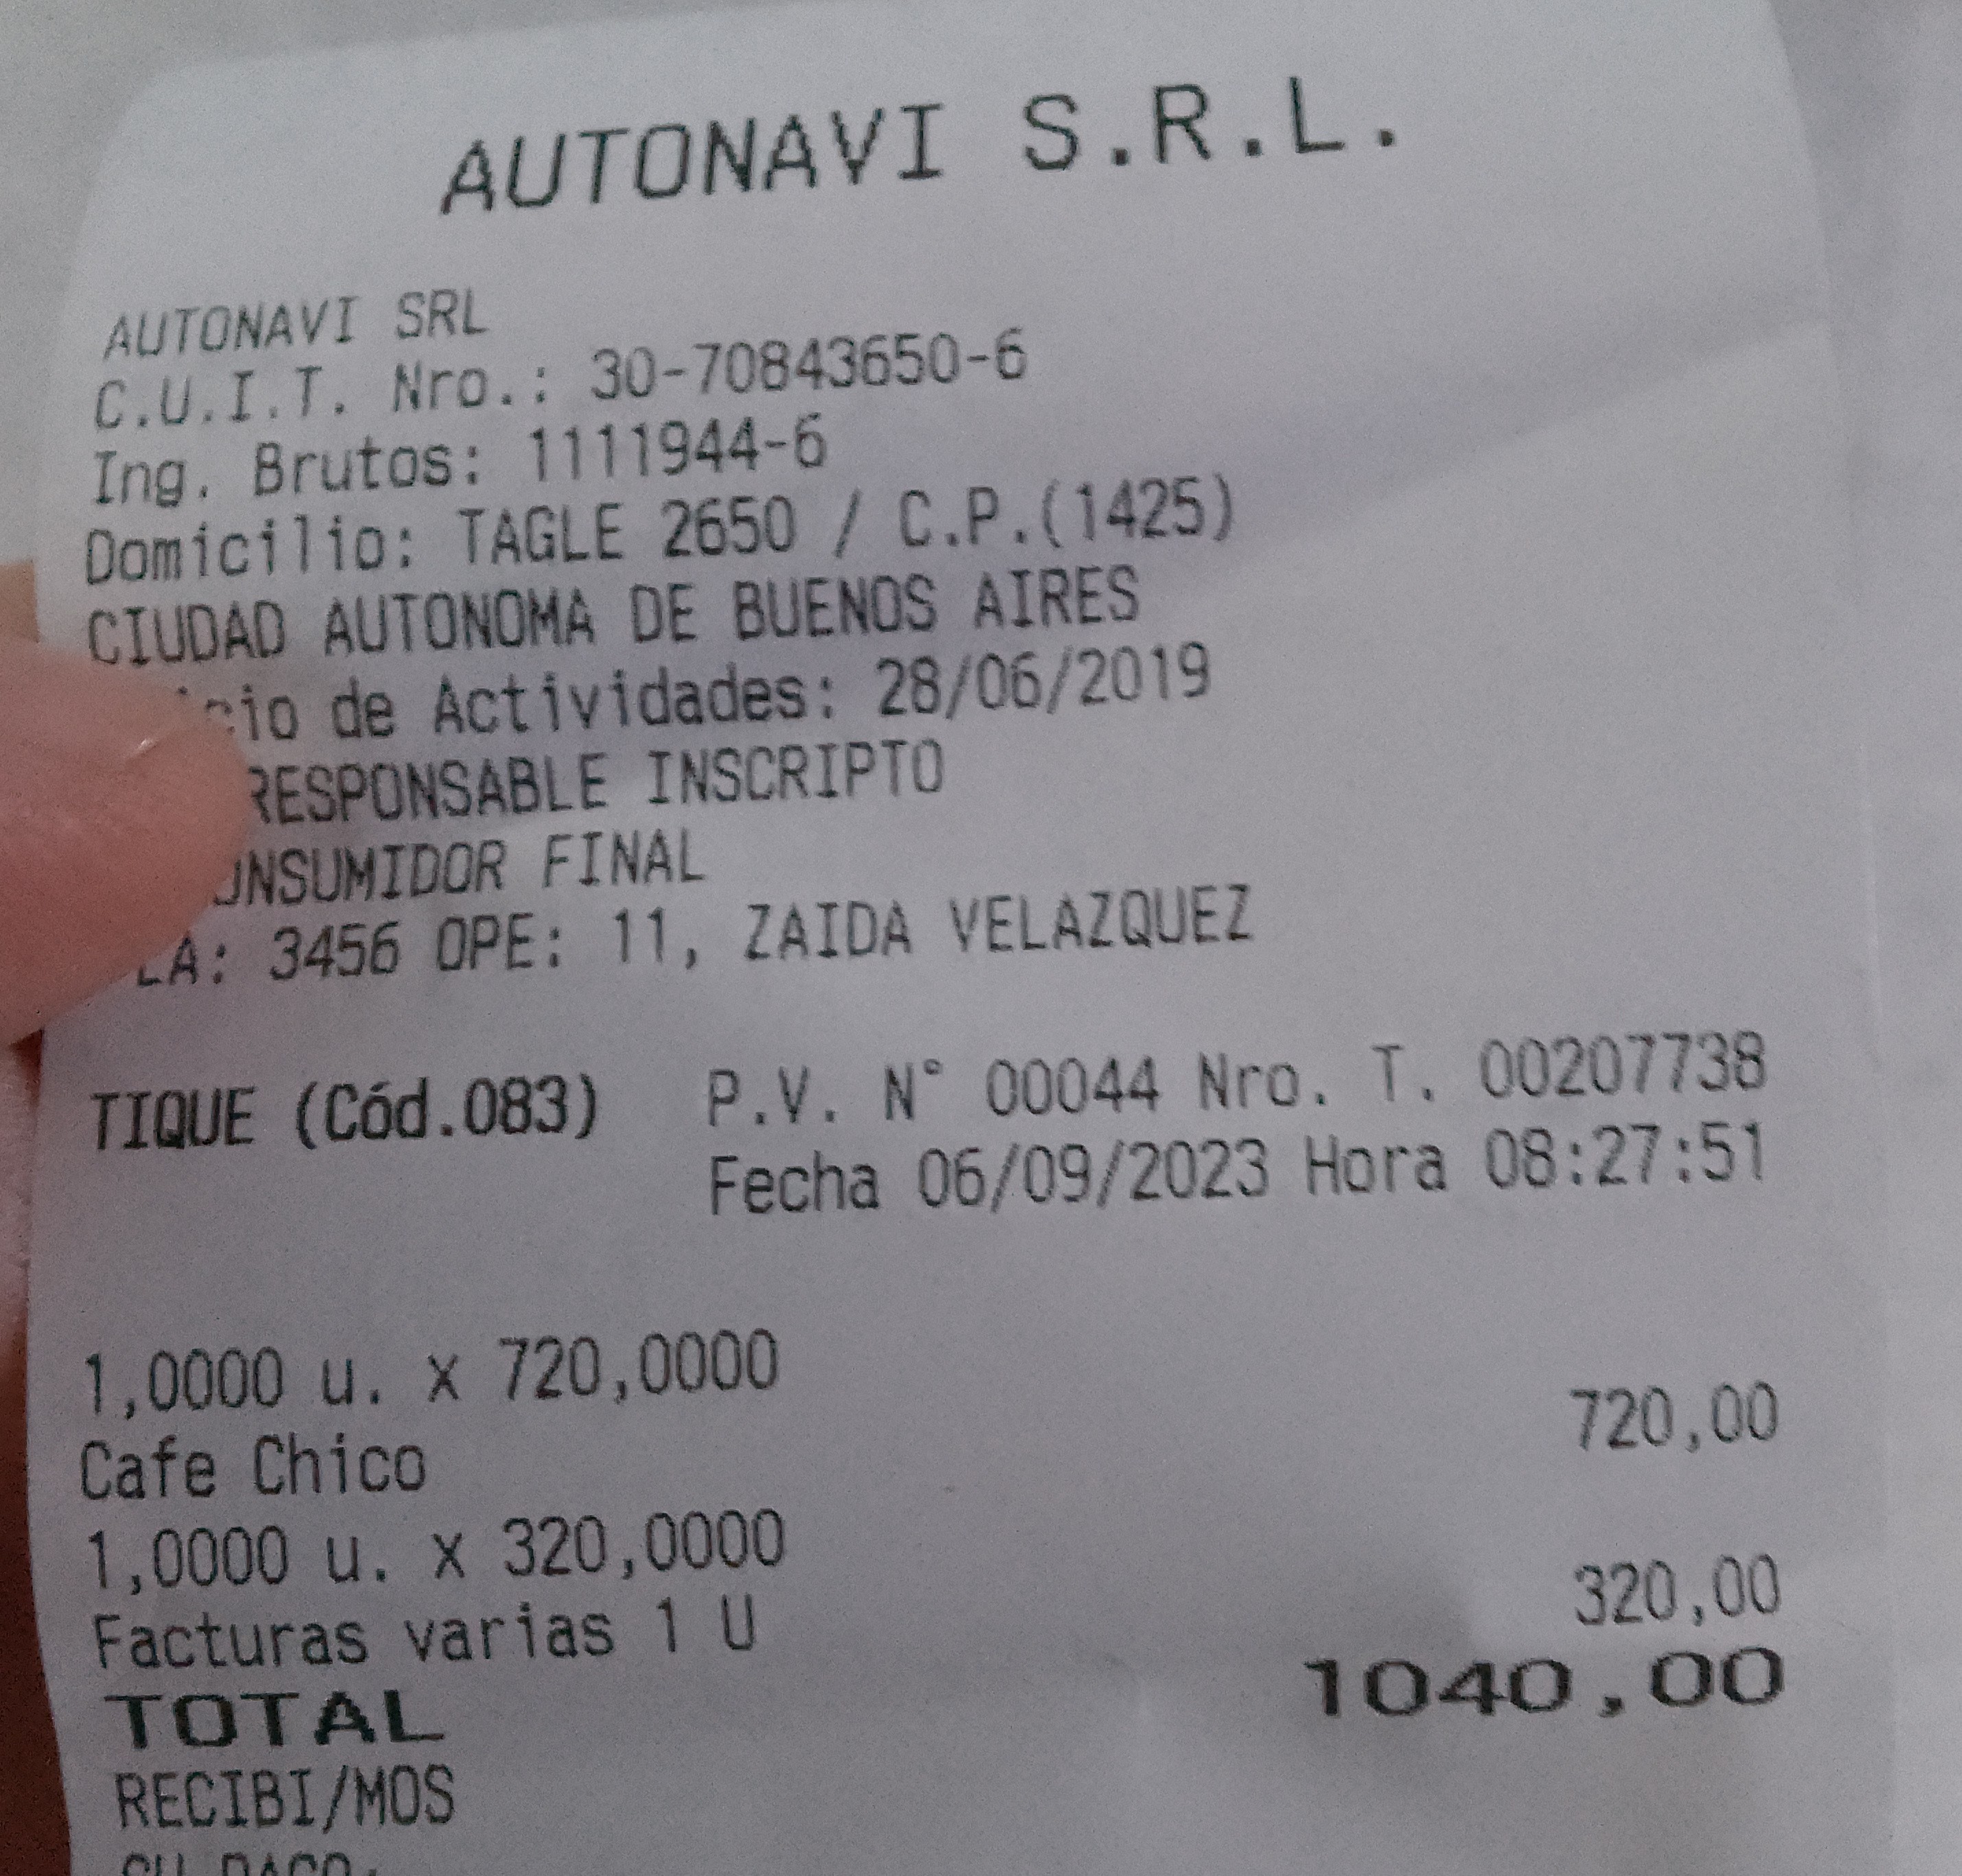 AUTONAVI S.R.L.
AUTONAVI SRL
C.U.I.T. Nro.: 30-70843650-6
Ing. Brutos: 1111944-6
Domicilio: TAGLE 2650 / C.P.(1425)
CIUDAD AUTONOMA DE BUENOS AIRES
de Actividades: 28/06/2019
RESPONSABLE INSCRIPTO
FINAL
3456 OPE: 11, ZAIDA VELAZQUEZ
TIQUE (Cód.083) P.V. N° 00044 Nro. T. 00207738
Fecha 06/09/2023 Hora 08:27:51
1,0000 u. x 720,0000
Cafe Chico 720,00
1,0000 u. x 320,0000
Facturas varias 1 U 320,00
TOTAL 1040,00
RECIBI/MOS